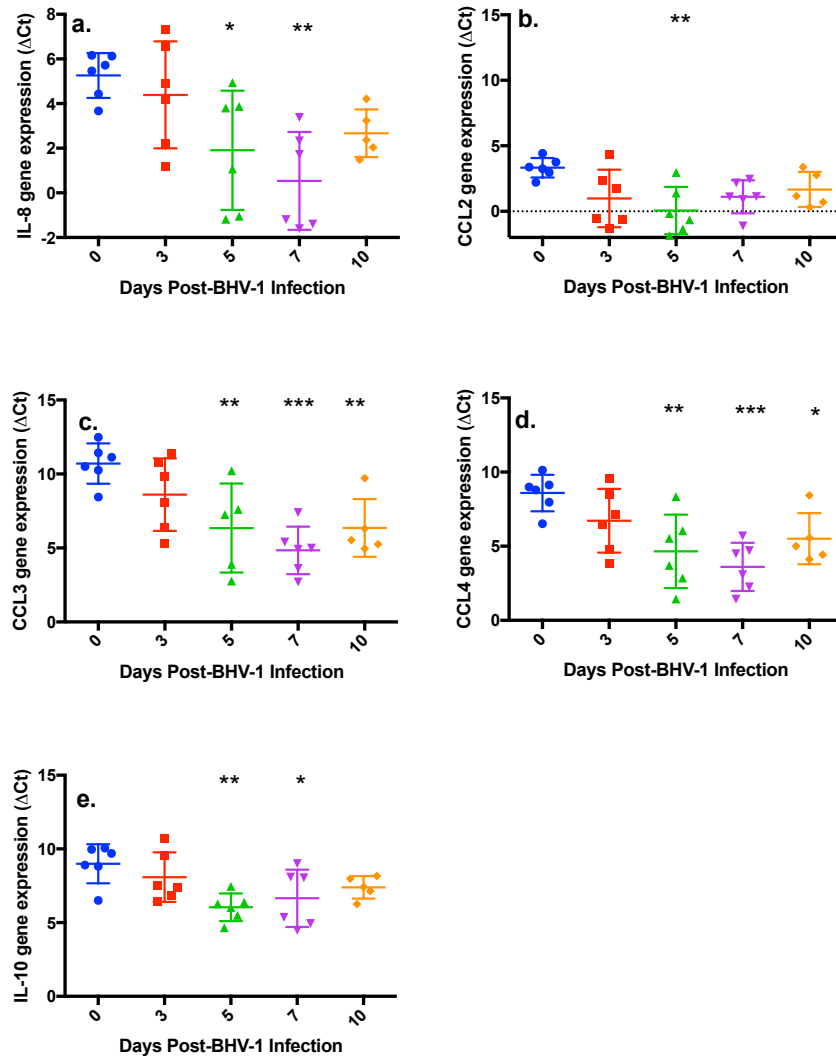 a.
* **
IL-8 gene expression (ΔCt)
8
6
4
2
0
-2
0 3 5 7 10
Days Post-BHV-1 Infection
b.
**
CCL2 gene expression (ΔCt)
15
10
5
0
0 3 5 7 10
Days Post-BHV-1 Infection
c.
** *** **
CCL3 gene expression (ΔCt)
15
10
5
0
0 3 5 7 10
Days Post-BHV-1 Infection
d.
** *** *
CCL4 gene expression (ΔCt)
15
10
5
0
0 3 5 7 10
Days Post-BHV-1 Infection
e.
** *
IL-10 gene expression (ΔCt)
15
10
5
0
0 3 5 7 10
Days Post-BHV-1 Infection